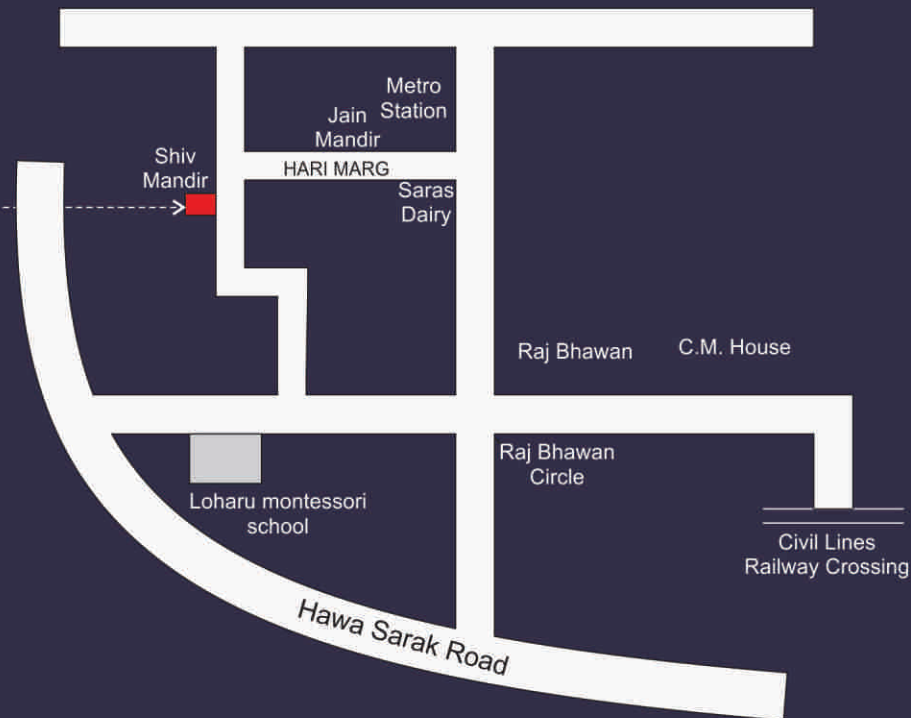 Metro
Station
Jain
Mandir
Shiv
Mandir
HARI MARG
Saras
Dairy
Raj Bhawan
C.M. House
Raj Bhawan
Circle
Loharu montessori
school
Civil Lines
Railway Crossing
Hawa Sarak Road